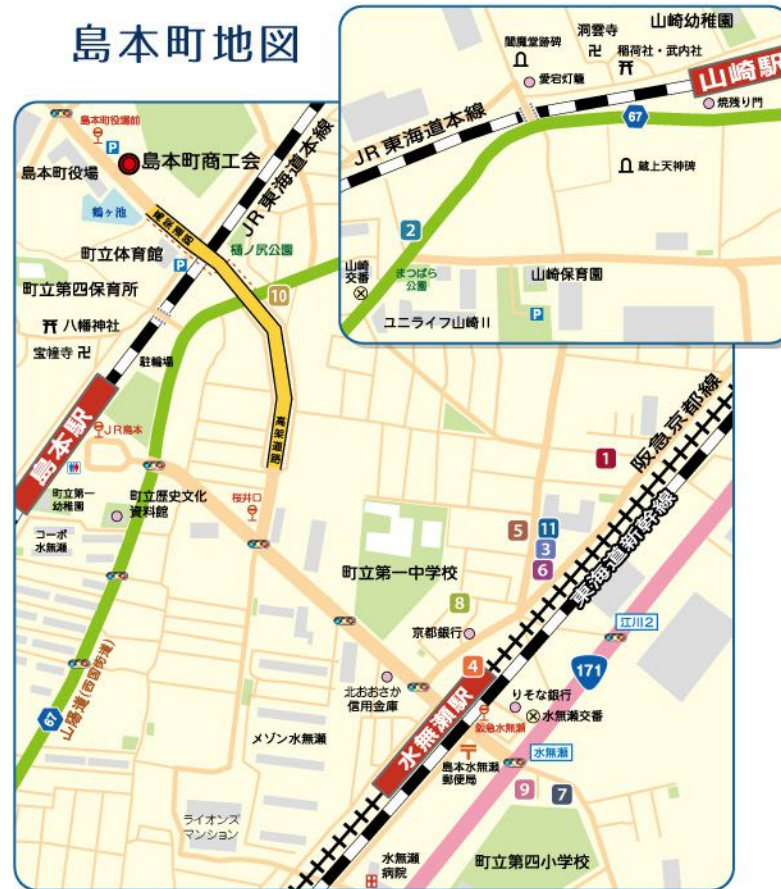 島本町地図
山崎幼稚園
洞雲寺
閻魔堂跡碑
稲荷社・武内社
愛宕灯籠
山崎駅
焼残り門
67
JR東海道本線
蔵上天神碑
2
山崎
交番
まつばら
公園
山崎保育園
P
ユニライフ山崎Ⅱ
島本町役場前
P
島本町商工会
島本町役場
JR東海道本線
鶴ヶ池
高架道路
町立体育館
樋ノ尻公園
P
町立第四保育所
10
八幡神社
宝幢寺
駐輪場
高架道路
島本駅
JR島本
阪急京都線
1
町立第一
幼稚園
町立歴史文化
資料館
桜井口
コーポ
水無瀬
5
11
3
6
東海道新幹線
町立第一中学校
8
京都銀行
江川2
4
171
67
山陽道(西国街道)
北おおさか
信用金庫
りそな銀行
水無瀬駅
阪急水無瀬
水無瀬交番
メゾン水無瀬
島本水無瀬
郵便局
水無瀬
9
7
ライオンズ
マンション
水無瀬
病院
町立第四小学校